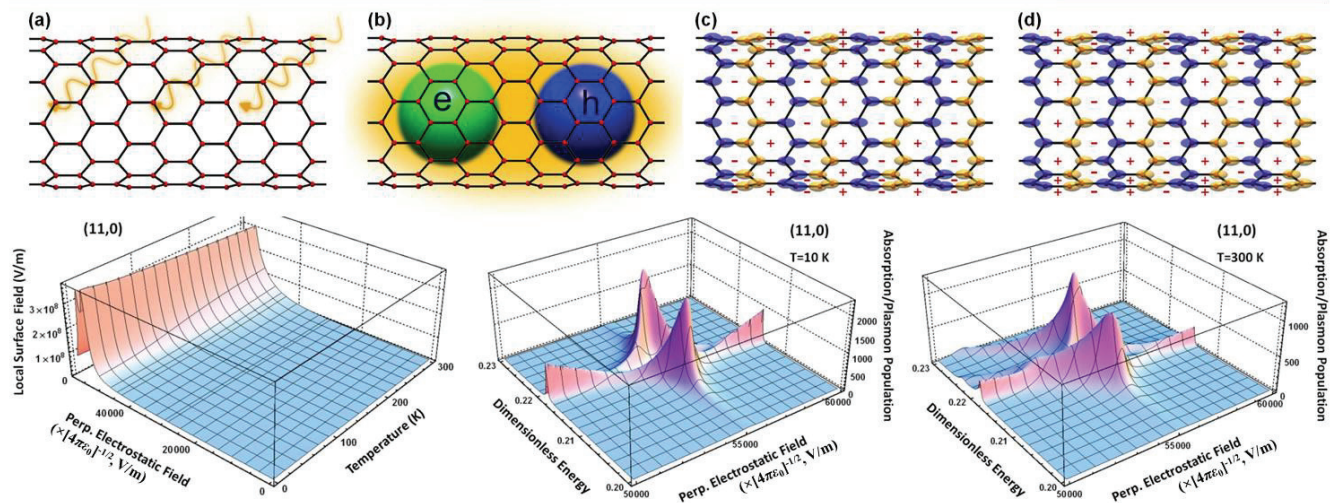 (a)
(b)
(c)
(d)
e
h
(11,0)
Local Surface Field (V/m)
3×10⁸
2×10⁸
1×10⁸
0
40000
20000
0
Perp. Electrostatic Field
(×[4πε₀]⁻¹/², V/m)
0
100
200
300
Temperature (K)
(11,0)
T=10 K
Absorption/Plasmon Population
2000
1500
1000
500
0
0.23
0.22
0.21
0.20
Dimensionless Energy
50000
55000
60000
Perp. Electrostatic Field
(×[4πε₀]⁻¹/², V/m)
(11,0)
T=300 K
Absorption/Plasmon Population
1000
500
0
0.23
0.22
0.21
0.20
Dimensionless Energy
50000
55000
60000
Perp. Electrostatic Field
(×[4πε₀]⁻¹/², V/m)